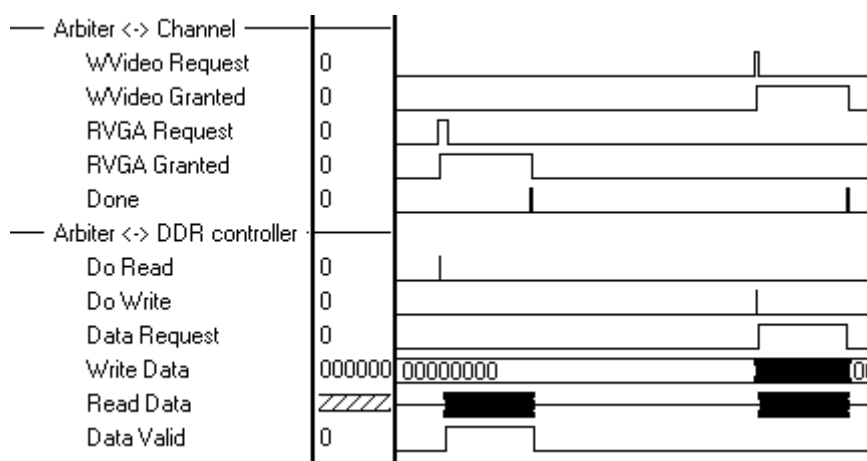 Arbiter <-> Channel
WVideo Request 0
WVideo Granted 0
RVGA Request 0
RVGA Granted 0
Done 0
Arbiter <-> DDR controller
Do Read 0
Do Write 0
Data Request 0
Write Data 000000 00000000
Read Data
Data Valid 0